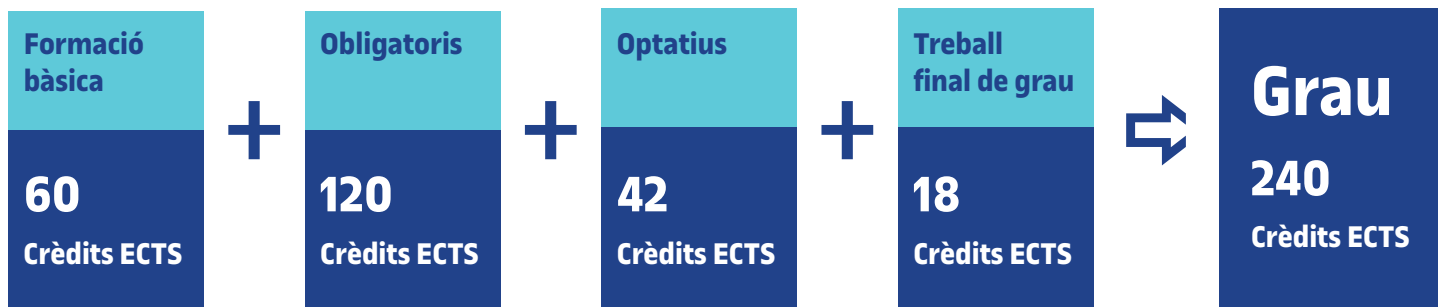 Formació
bàsica
60
Crèdits ECTS
+
Obligatoris
120
Crèdits ECTS
+
Optatius
42
Crèdits ECTS
+
Treball
final de grau
18
Crèdits ECTS
Grau
240
Crèdits ECTS